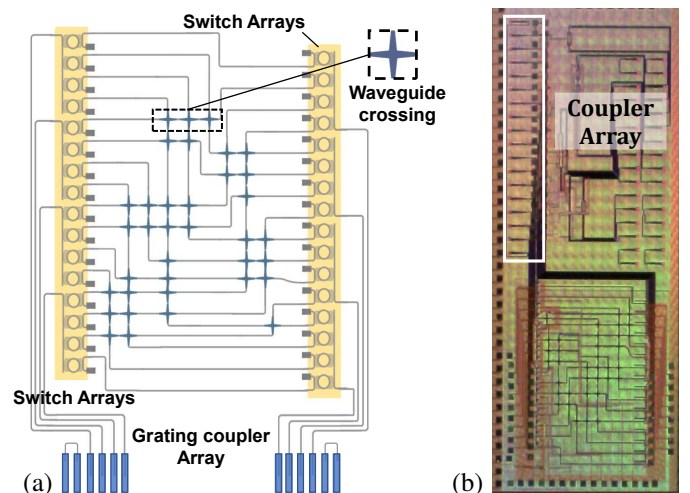 Switch Arrays
Waveguide
crossing
Switch Arrays
Grating coupler
Array
(a)
Coupler
Array
(b)